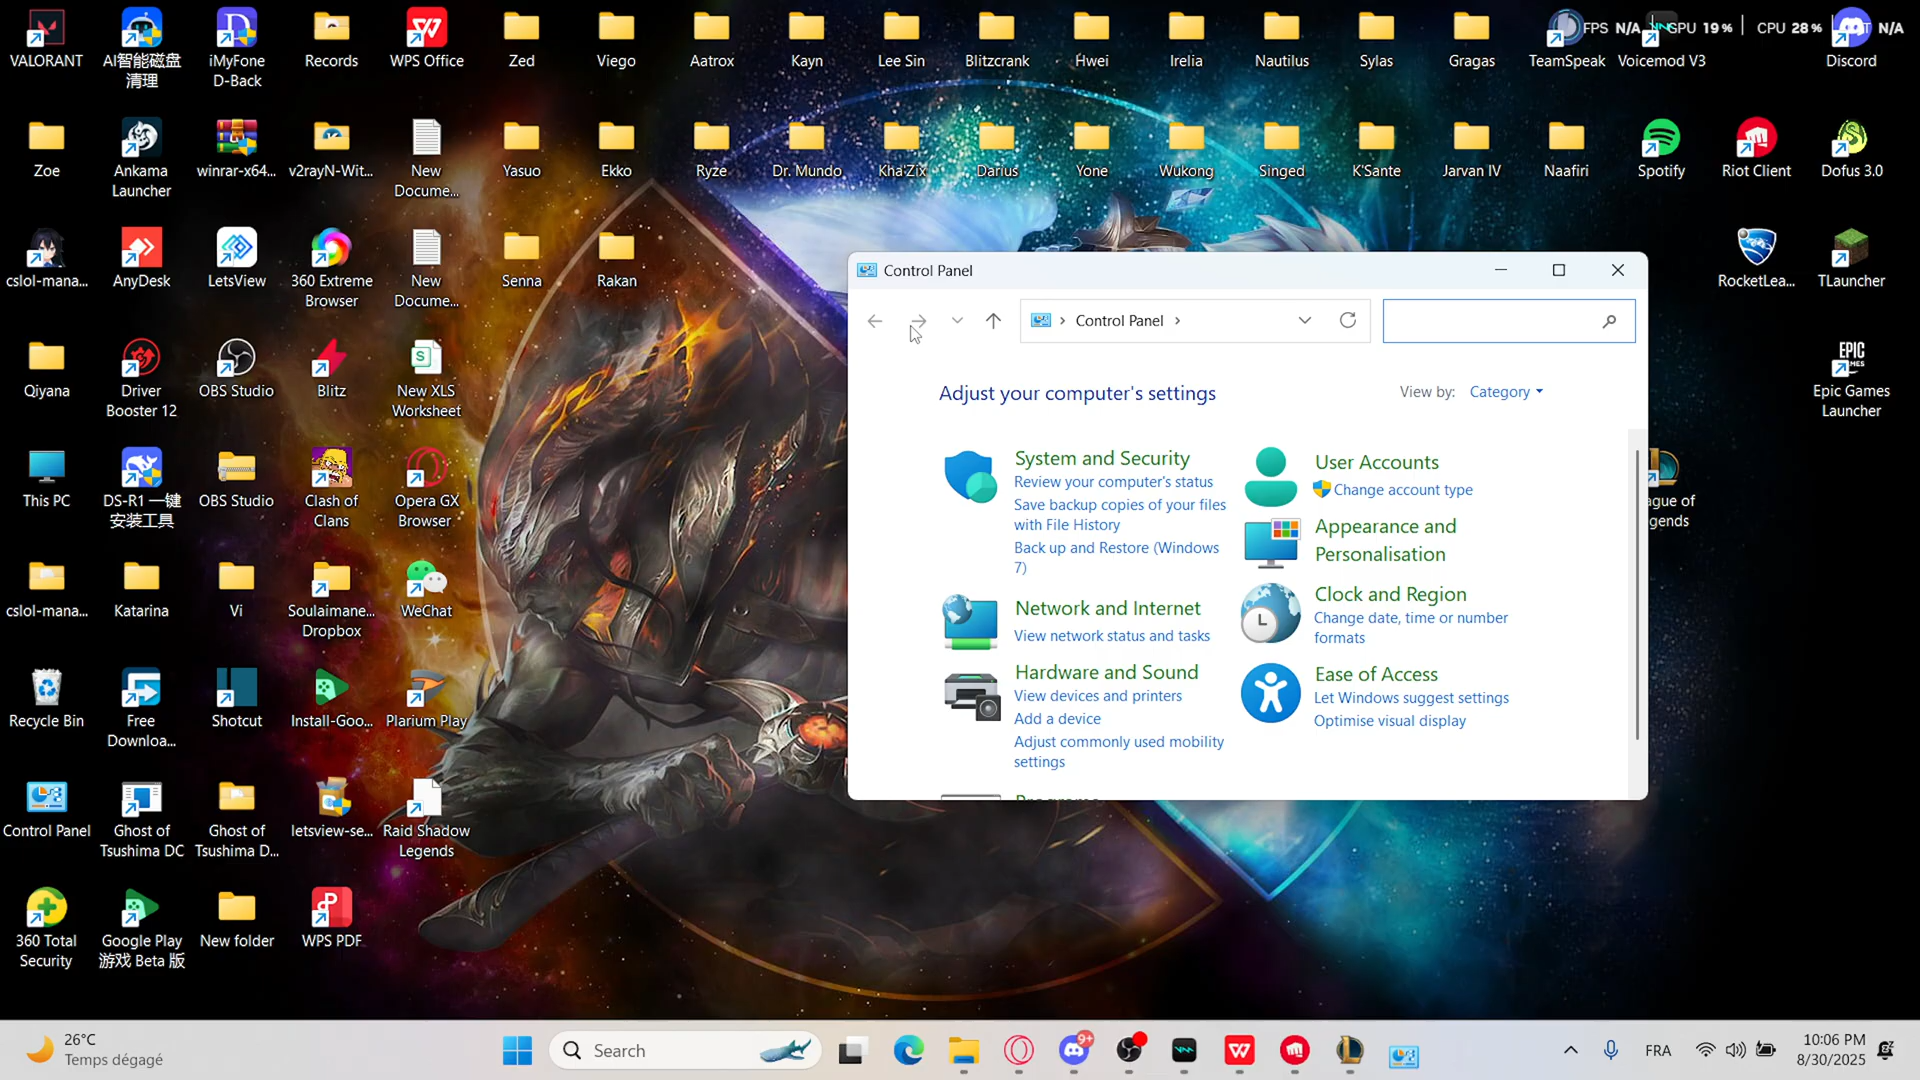 VALORANT
AI智能磁盘
清理
iMyFone
D-Back
Records
WPS Office
Zed
Viego
Aatrox
Kayn
Lee Sin
Blitzcrank
Hwei
Irelia
Nautilus
Sylas
Gragas
TeamSpeak
Voicemod V3
Discord
FPS N/A
GPU 19 %
CPU 28 %
N/A
Zoe
Ankama
Launcher
winrar-x64...
v2rayN-Wit...
New
Docume...
Yasuo
Ekko
Ryze
Dr. Mundo
Kha'Zix
Darius
Yone
Wukong
Singed
K'Sante
Jarvan IV
Naafiri
Spotify
Riot Client
Dofus 3.0
cslol-mana...
AnyDesk
LetsView
360 Extreme
Browser
New
Docume...
Senna
Rakan
RocketLea...
TLauncher
Qiyana
Driver
Booster 12
OBS Studio
Blitz
New XLS
Worksheet
EPIC
GAMES
Epic Games
Launcher
This PC
DS-R1 一键
安装工具
OBS Studio
Clash of
Clans
Opera GX
Browser
ague of
gends
cslol-mana...
Katarina
Vi
Soulaimane...
Dropbox
WeChat
Recycle Bin
Free
Downloa...
Shotcut
Install-Goo...
Plarium Play
Control Panel
Ghost of
Tsushima DC
Ghost of
Tsushima D...
letsview-se...
Raid Shadow
Legends
360 Total
Security
Google Play
游戏 Beta 版
New folder
WPS PDF
Control Panel
Control Panel
Adjust your computer's settings
View by: Category
System and Security
Review your computer's status
Save backup copies of your files
with File History
Back up and Restore (Windows
7)
Network and Internet
View network status and tasks
Hardware and Sound
View devices and printers
Add a device
Adjust commonly used mobility
settings
Programs
User Accounts
Change account type
Appearance and
Personalisation
Clock and Region
Change date, time or number
formats
Ease of Access
Let Windows suggest settings
Optimise visual display
26°C
Temps dégagé
Search
9+
FRA
10:06 PM
8/30/2025